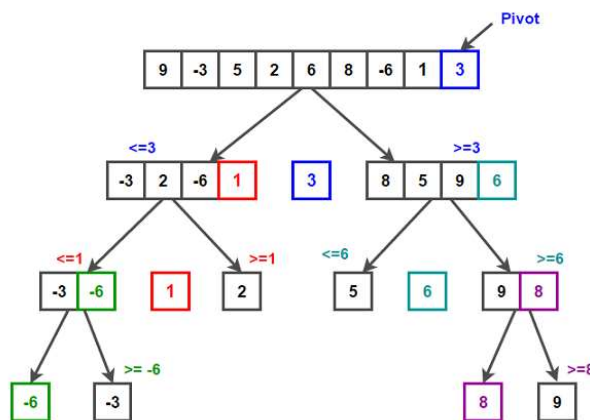 Pivot
9 -3 5 2 6 8 -6 1 3
<=3 >=3
-3 2 -6 1 3 8 5 9 6
<=1 >=1 <=6 >=6
-3 -6 1 2 5 6 9 8
>= -6 >=8
-6 -3 8 9